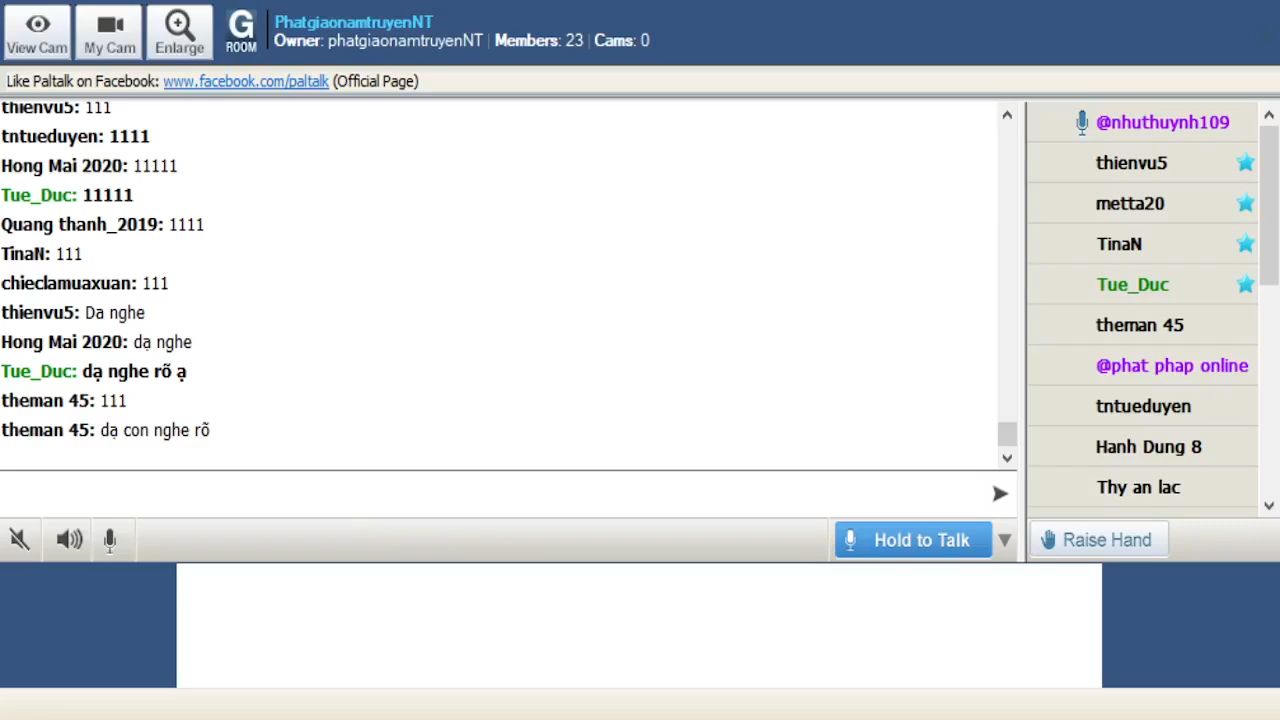 View Cam
My Cam
Enlarge
G
ROOM
PhatgiaonamtruyenNT
Owner: phatgiaonamtruyenNT | Members: 23 | Cams: 0
Like Paltalk on Facebook: www.facebook.com/paltalk (Official Page)
thienvu5: 111
tntueduyen: 1111
Hong Mai 2020: 11111
Tue_Duc: 11111
Quang thanh_2019: 1111
TinaN: 111
chieclamuaxuan: 111
thienvu5: Da nghe
Hong Mai 2020: dạ nghe
Tue_Duc: dạ nghe rõ ạ
theman 45: 111
theman 45: dạ con nghe rõ
@nhuthuynh109
thienvu5
metta20
TinaN
Tue_Duc
theman 45
@phat phap online
tntueduyen
Hanh Dung 8
Thy an lac
Hold to Talk
Raise Hand